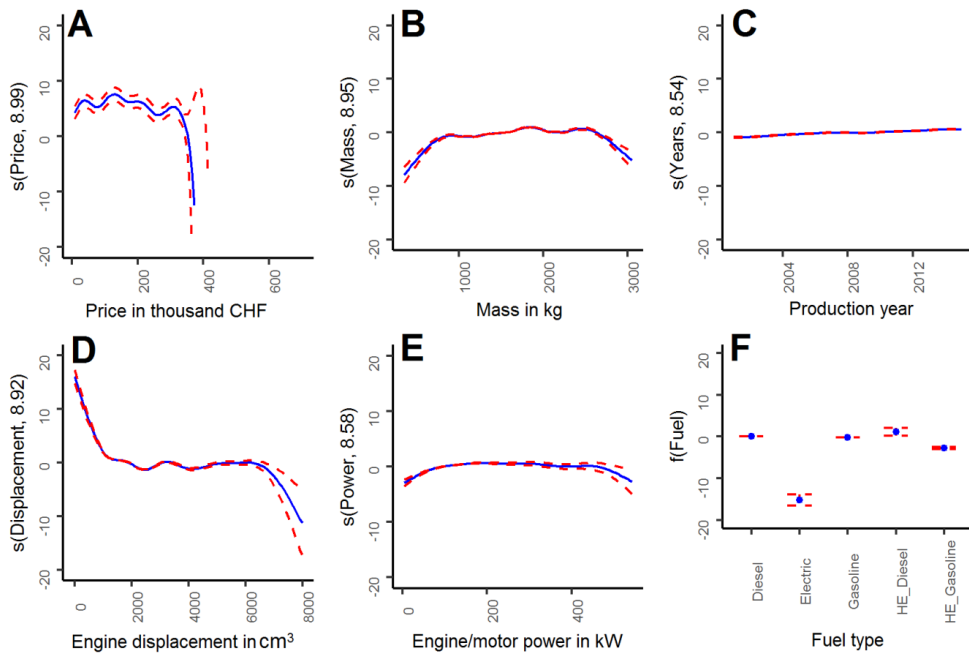 A
s(Price, 8.99)
20
10
0
-10
-20
0
200
400
600
Price in thousand CHF
B
s(Mass, 8.95)
20
10
0
-10
-20
1000
2000
3000
Mass in kg
C
s(Years, 8.54)
20
10
0
-10
-20
2004
2008
2012
Production year
D
s(Displacement, 8.92)
20
10
0
-10
-20
0
2000
4000
6000
8000
Engine displacement in cm³
E
s(Power, 8.58)
20
10
0
-10
-20
0
200
400
Engine/motor power in kW
F
f(Fuel)
20
10
0
-10
-20
Diesel
Electric
Gasoline
HE_Diesel
HE_Gasoline
Fuel type